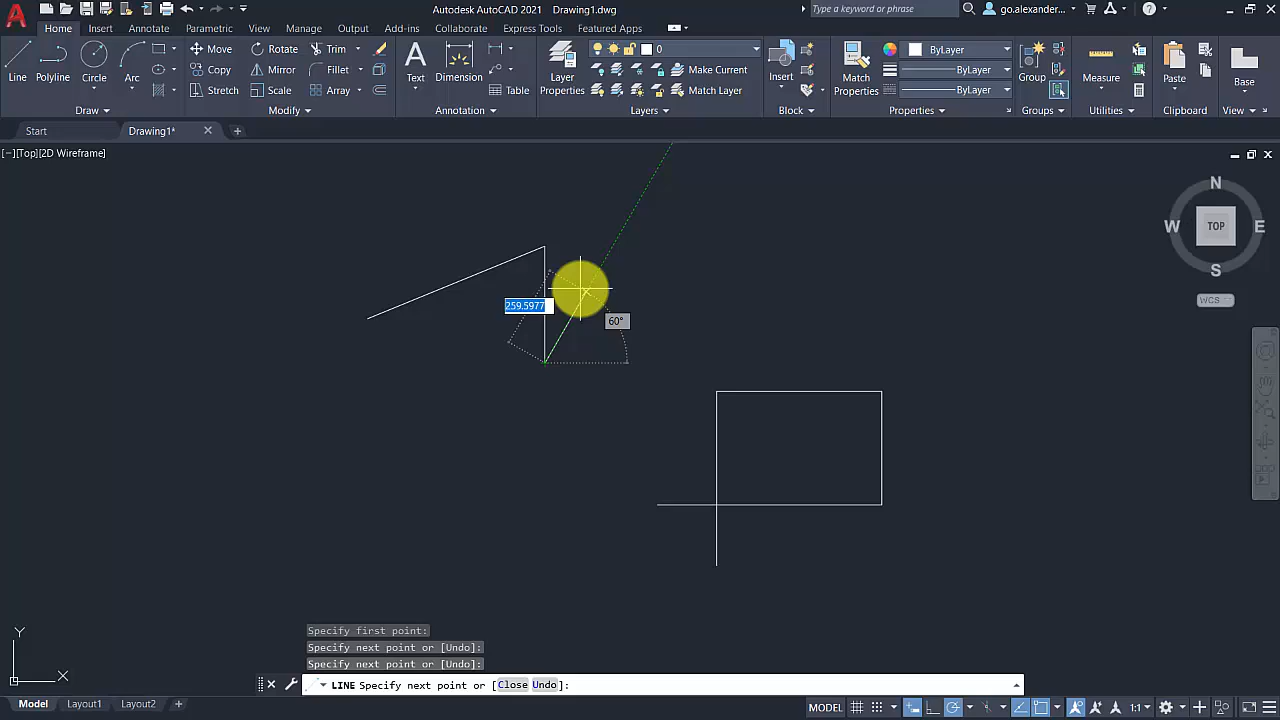 Autodesk AutoCAD 2021 Drawing1.dwg
Type a keyword or phrase
go.alexander...
Home Insert Annotate Parametric View Manage Output Add-ins Collaborate Express Tools Featured Apps
Line Polyline Circle Arc
Draw
Move Rotate Trim
Copy Mirror Fillet
Stretch Scale Array
Modify
Text Dimension Table
Annotation
Layer Properties
0
Make Current
Match Layer
Layers
Insert
Block
Match Properties
ByLayer
ByLayer
ByLayer
Properties
Group
Groups
Measure
Utilities
Paste
Clipboard
Base
View
Start Drawing1*
[−][Top][2D Wireframe]
N
W TOP E
S
WCS
259.5977
60°
Y
X
Specify first point:
Specify next point or [Undo]:
Specify next point or [Undo]:
LINE Specify next point or [Close Undo]:
Model Layout1 Layout2
MODEL 1:1